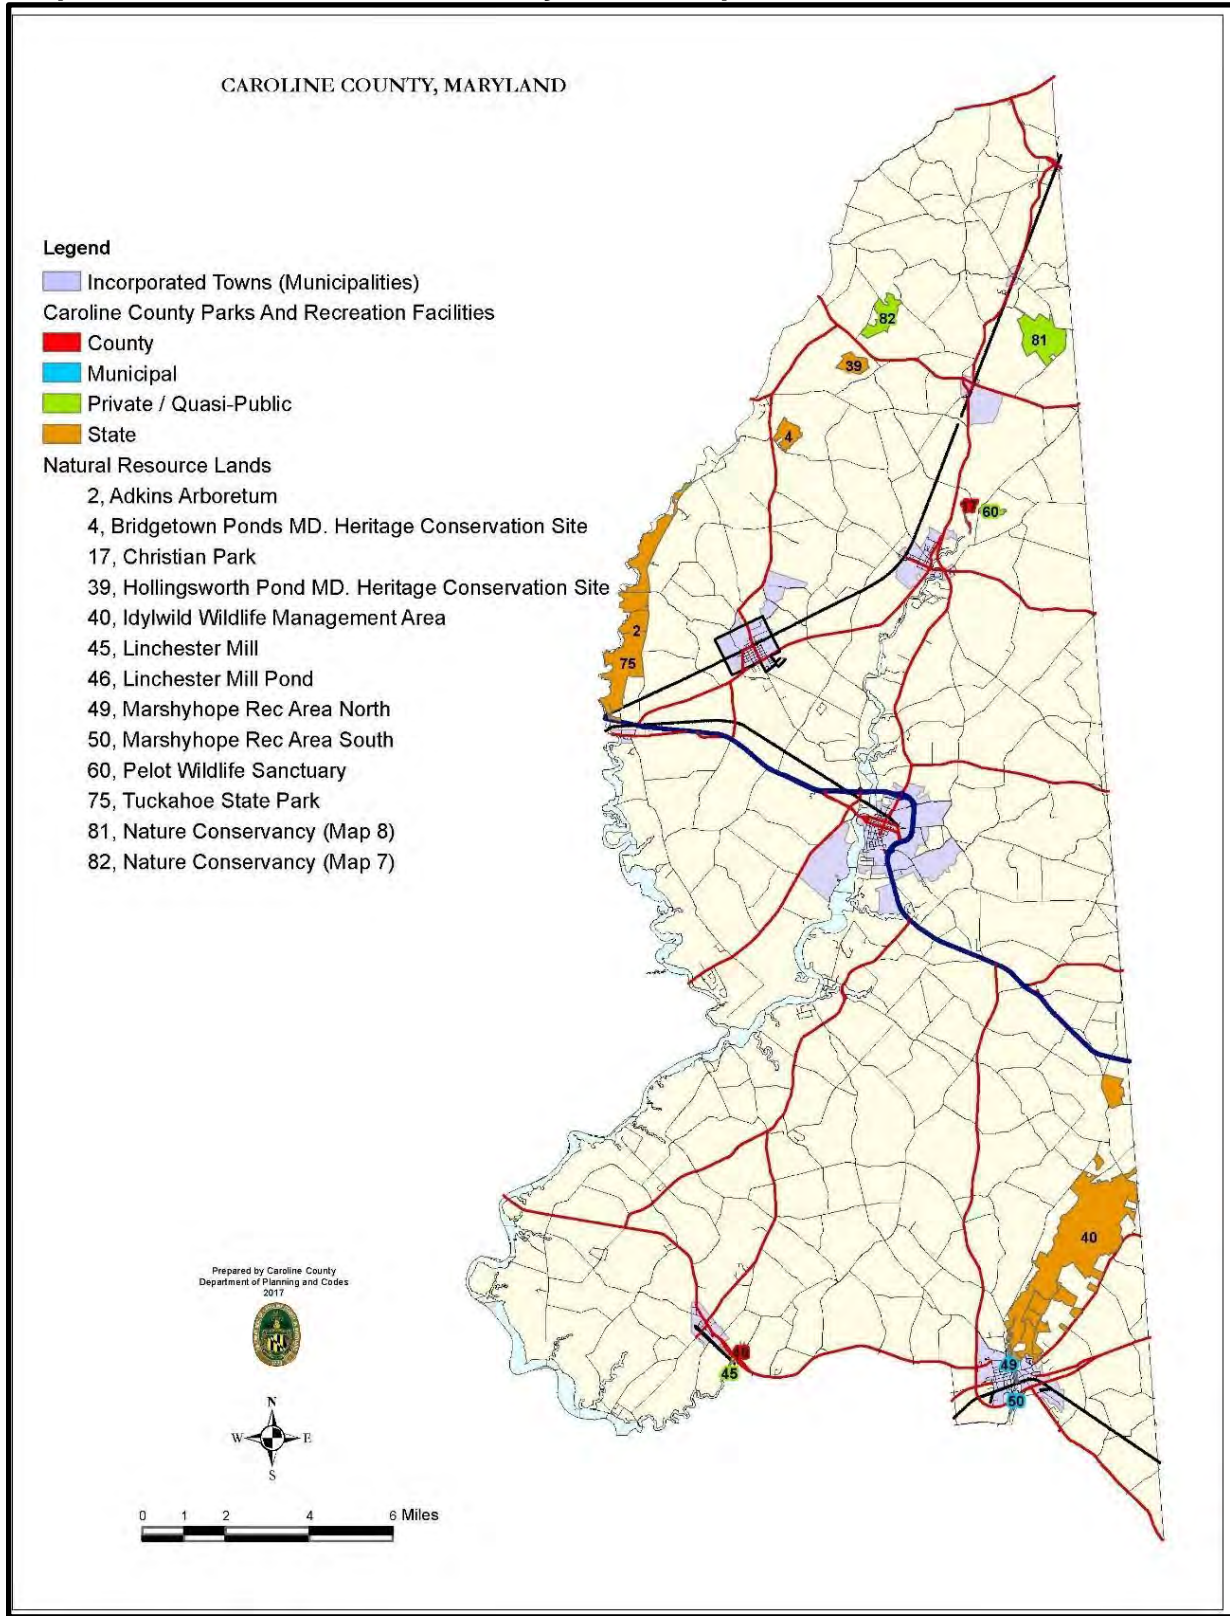 CAROLINE COUNTY, MARYLAND
Legend
Incorporated Towns (Municipalities)
Caroline County Parks And Recreation Facilities
County
Municipal
Private / Quasi-Public
State
Natural Resource Lands
2, Adkins Arboretum
4, Bridgetown Ponds MD. Heritage Conservation Site
17, Christian Park
39, Hollingsworth Pond MD. Heritage Conservation Site
40, Idylwild Wildlife Management Area
45, Linchester Mill
46, Linchester Mill Pond
49, Marshyhope Rec Area North
50, Marshyhope Rec Area South
60, Pelot Wildlife Sanctuary
75, Tuckahoe State Park
81, Nature Conservancy (Map 8)
82, Nature Conservancy (Map 7)
82
81
39
4
17
60
2
75
40
46
45
49
50
Prepared by Caroline County
Department of Planning and Codes
2017
N
W E
S
0 1 2 4 6 Miles